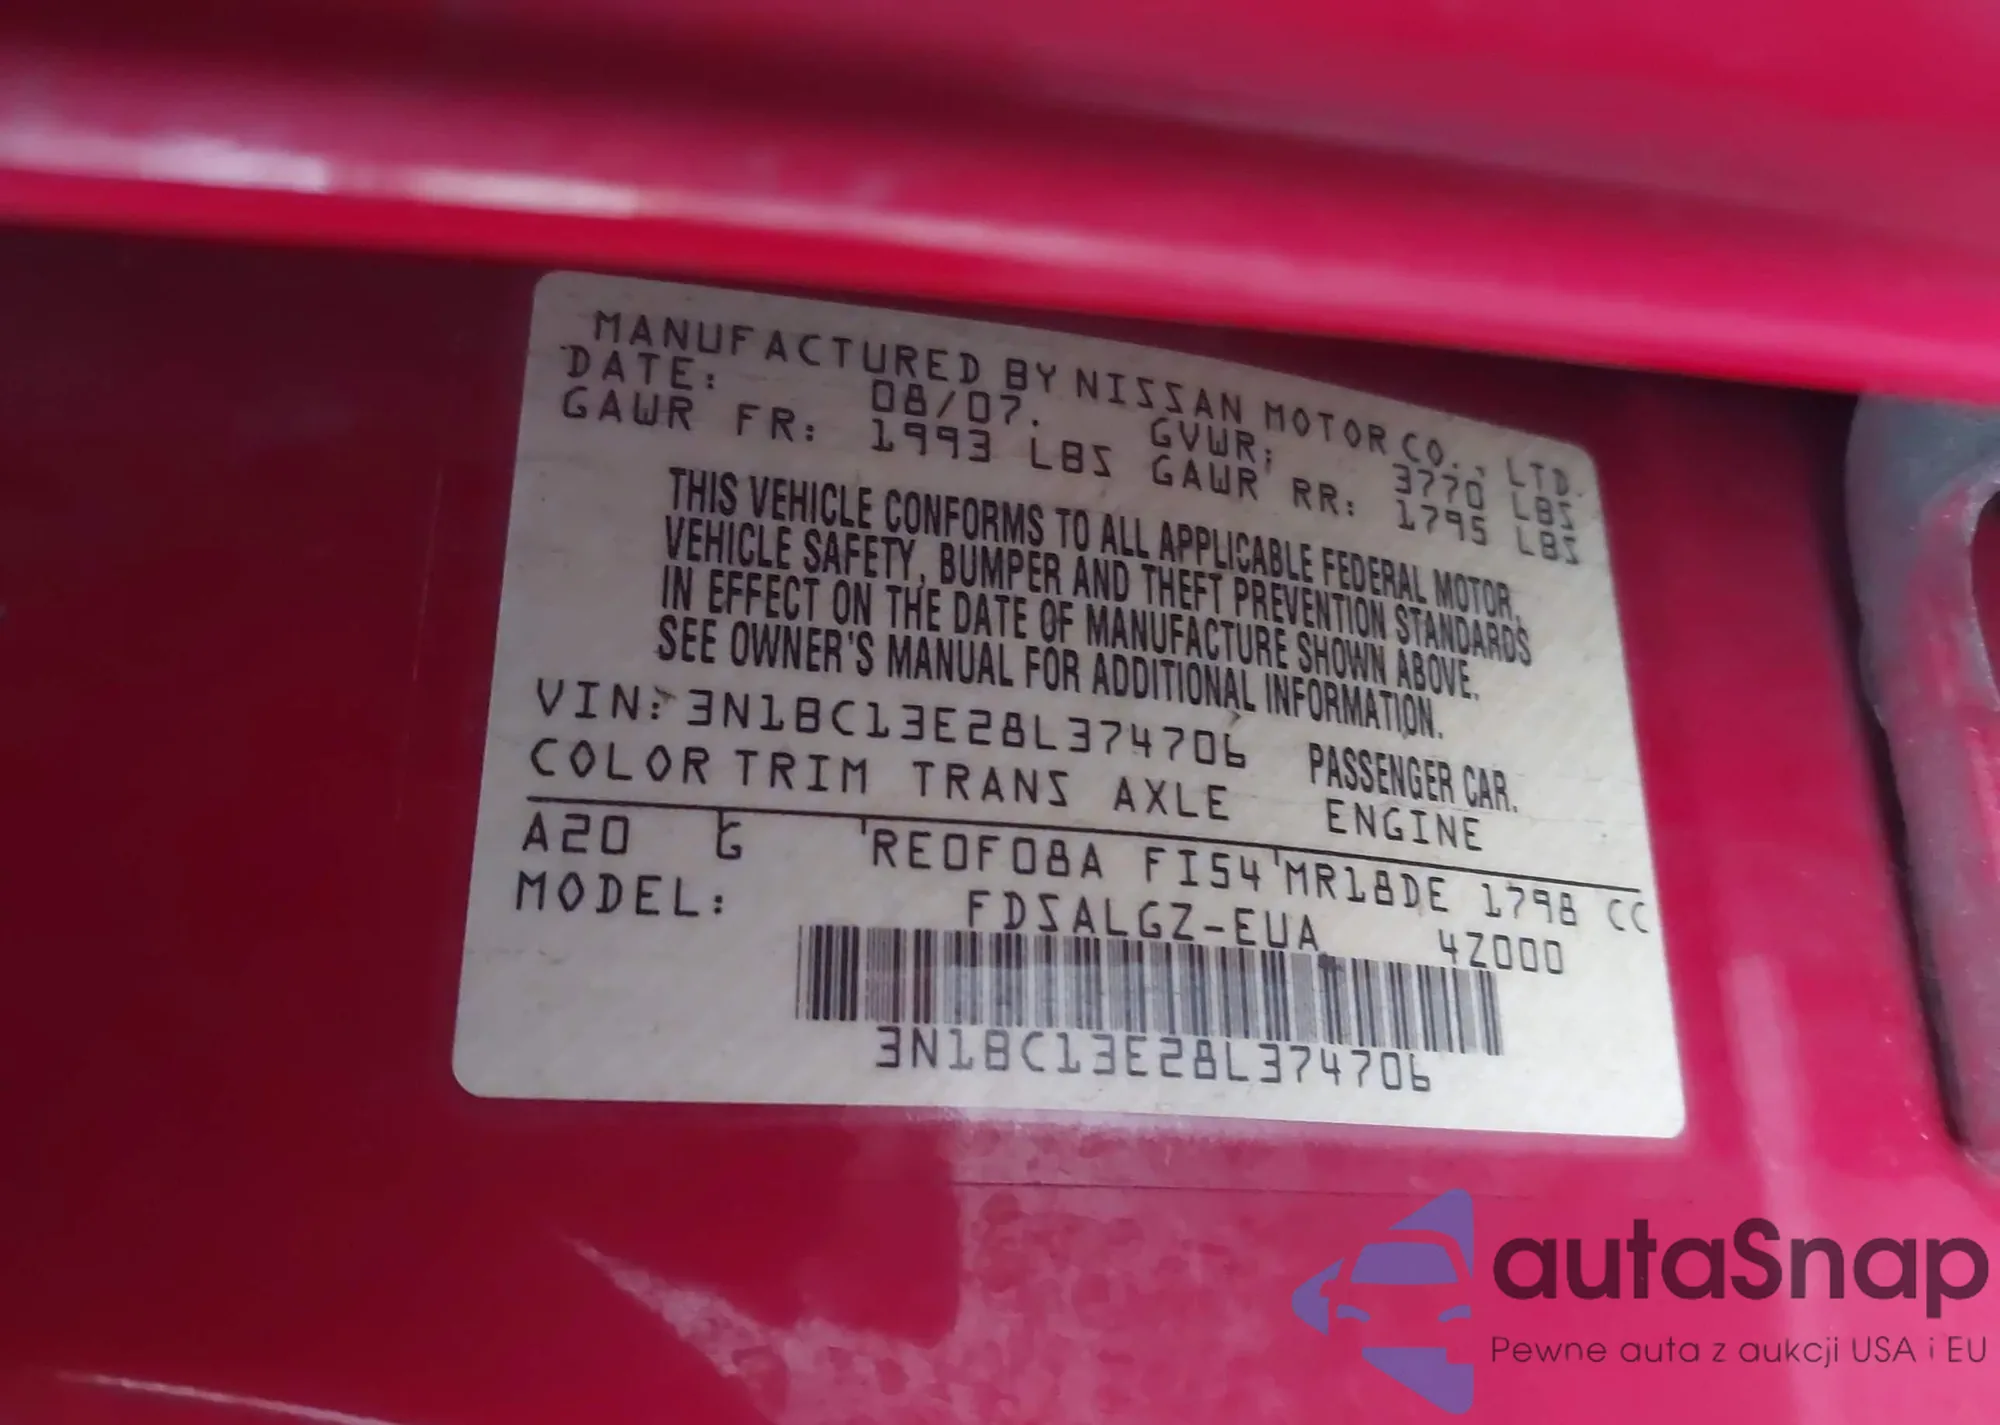 MANUFACTURED BY NISSAN MOTOR CO., LTD.
DATE: 08/07. GVWR: 3770 LBS
GAWR FR: 1993 LBS GAWR RR: 1795 LBS
THIS VEHICLE CONFORMS TO ALL APPLICABLE FEDERAL MOTOR
VEHICLE SAFETY, BUMPER AND THEFT PREVENTION STANDARDS
IN EFFECT ON THE DATE OF MANUFACTURE SHOWN ABOVE.
SEE OWNER'S MANUAL FOR ADDITIONAL INFORMATION.
VIN: 3N1BC13E28L374706 PASSENGER CAR.
COLOR TRIM TRANS AXLE ENGINE
A20 G RE0F08A FI54 MR18DE 1798 CC
MODEL: FDSALGZ-EUA 4Z000
3N1BC13E28L374706
autaSnap
Pewne auta z aukcji USA i EU